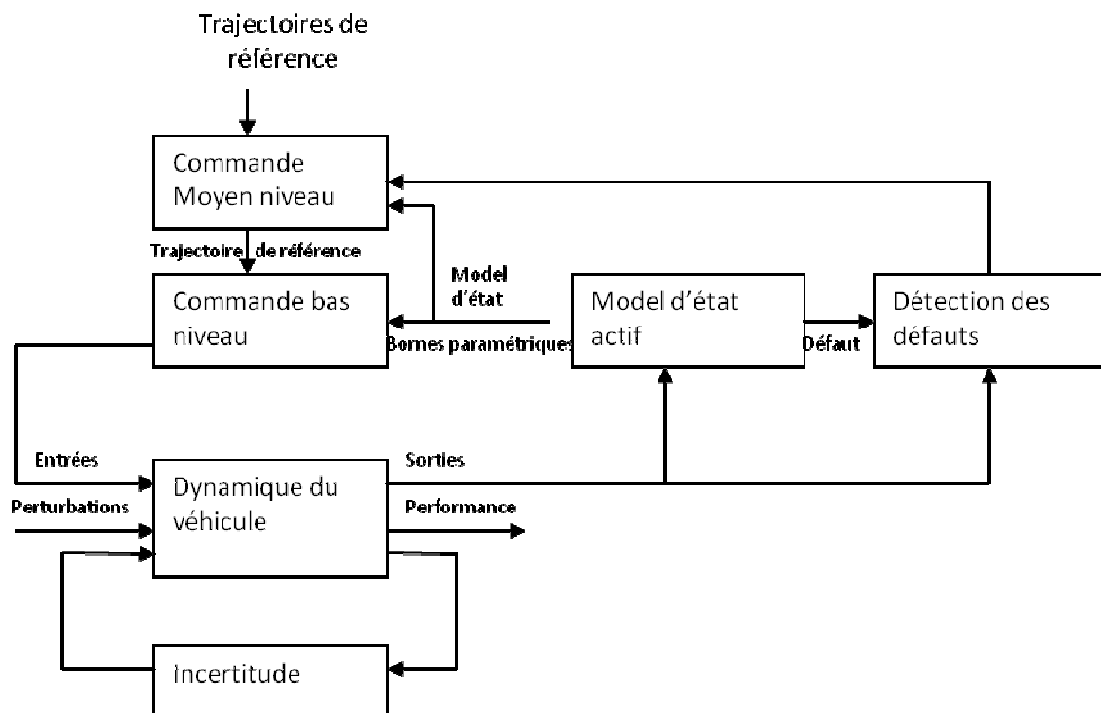 Trajectoires de
référence
Commande
Moyen niveau
Trajectoire de référence
Commande bas
niveau
Model
d'état
Bornes paramétriques
Model d'état
actif
Défaut
Détection des
défauts
Entrées
Perturbations
Dynamique du
véhicule
Sorties
Performance
Incertitude